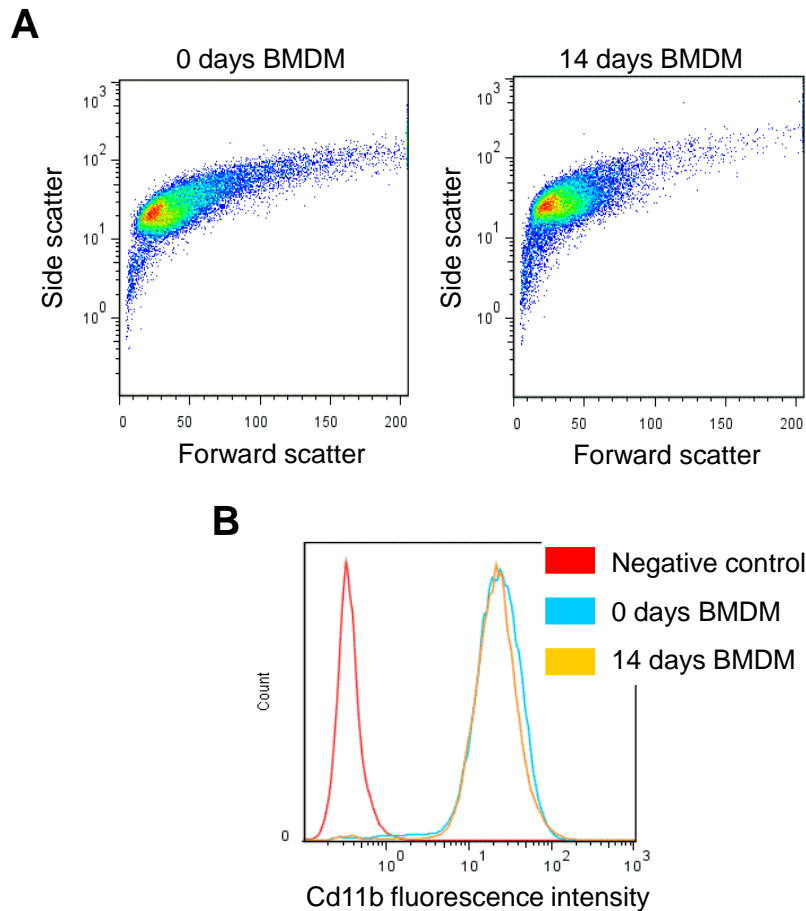 A
0 days BMDM
14 days BMDM
Side scatter
10³
10²
10¹
10⁰
0 50 100 150 200
Forward scatter
Side scatter
10³
10²
10¹
10⁰
0 50 100 150 200
Forward scatter
B
Count
0
10⁰ 10¹ 10² 10³
Cd11b fluorescence intensity
Negative control
0 days BMDM
14 days BMDM